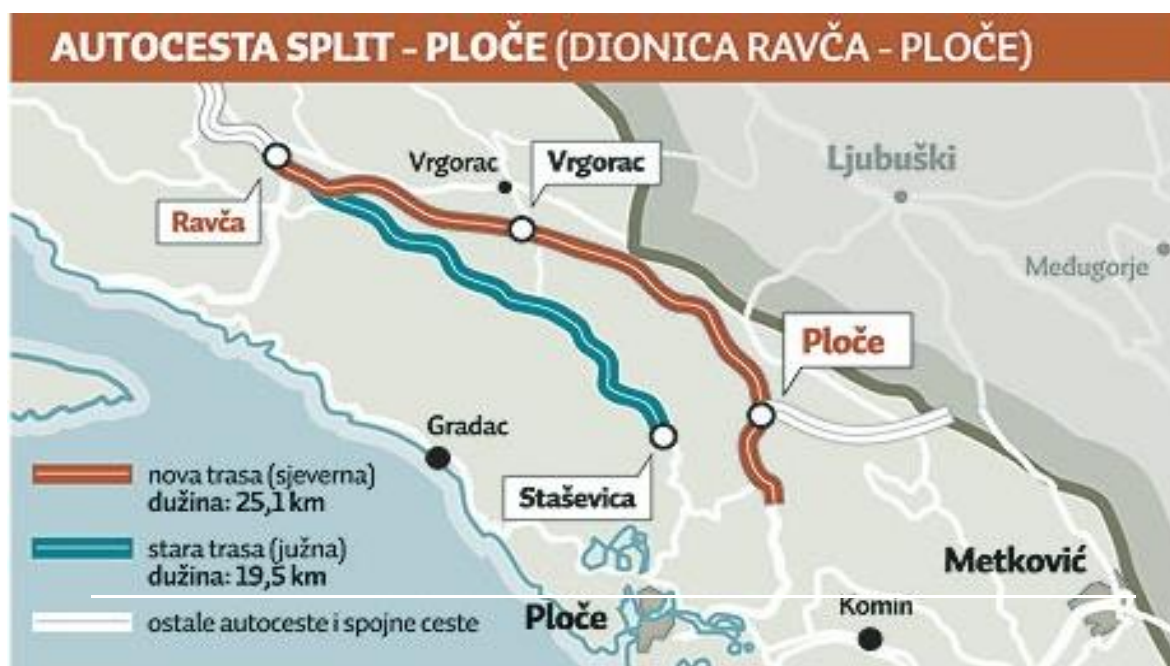 AUTOCESTA SPLIT - PLOČE (DIONICA RAVČA - PLOČE)
Vrgorac
Vrgorac
Ljubuški
Ravča
Međugorje
Ploče
Gradac
nova trasa (sjeverna)
dužina: 25,1 km
Staševica
stara trasa (južna)
dužina: 19,5 km
Metković
Ploče
Komin
ostale autoceste i spojne ceste